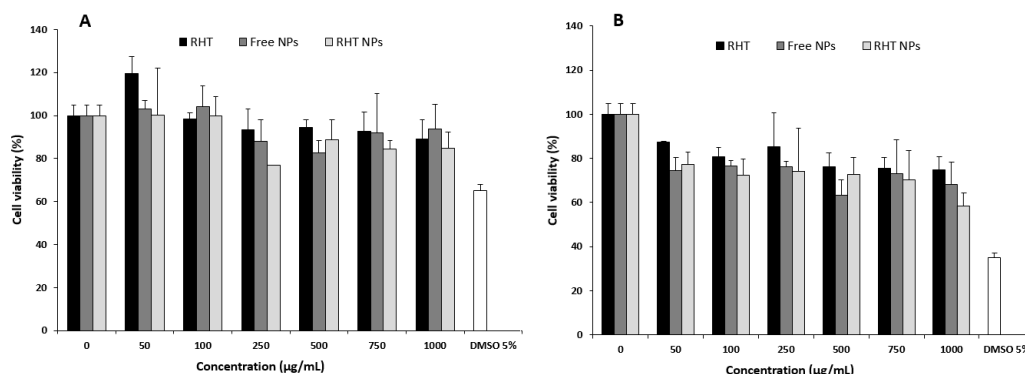 A
140
120
100
80
60
40
20
0
Cell viability (%)
RHT Free NPs RHT NPs
0 50 100 250 500 750 1000 DMSO 5%
Concentration (µg/mL)
B
140
120
100
80
60
40
20
0
Cell viability (%)
RHT Free NPs RHT NPs
0 50 100 250 500 750 1000 DMSO 5%
Concentration (µg/mL)